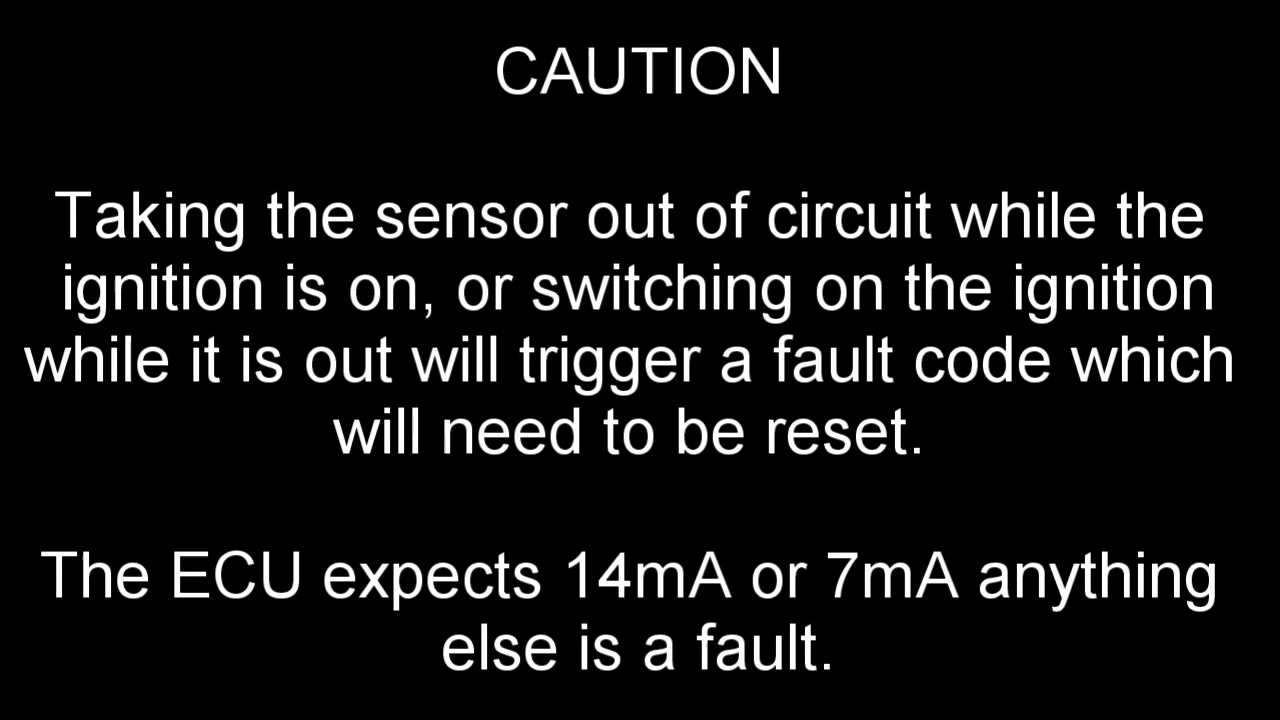 CAUTION
Taking the sensor out of circuit while the
ignition is on, or switching on the ignition
while it is out will trigger a fault code which
will need to be reset.
The ECU expects 14mA or 7mA anything
else is a fault.